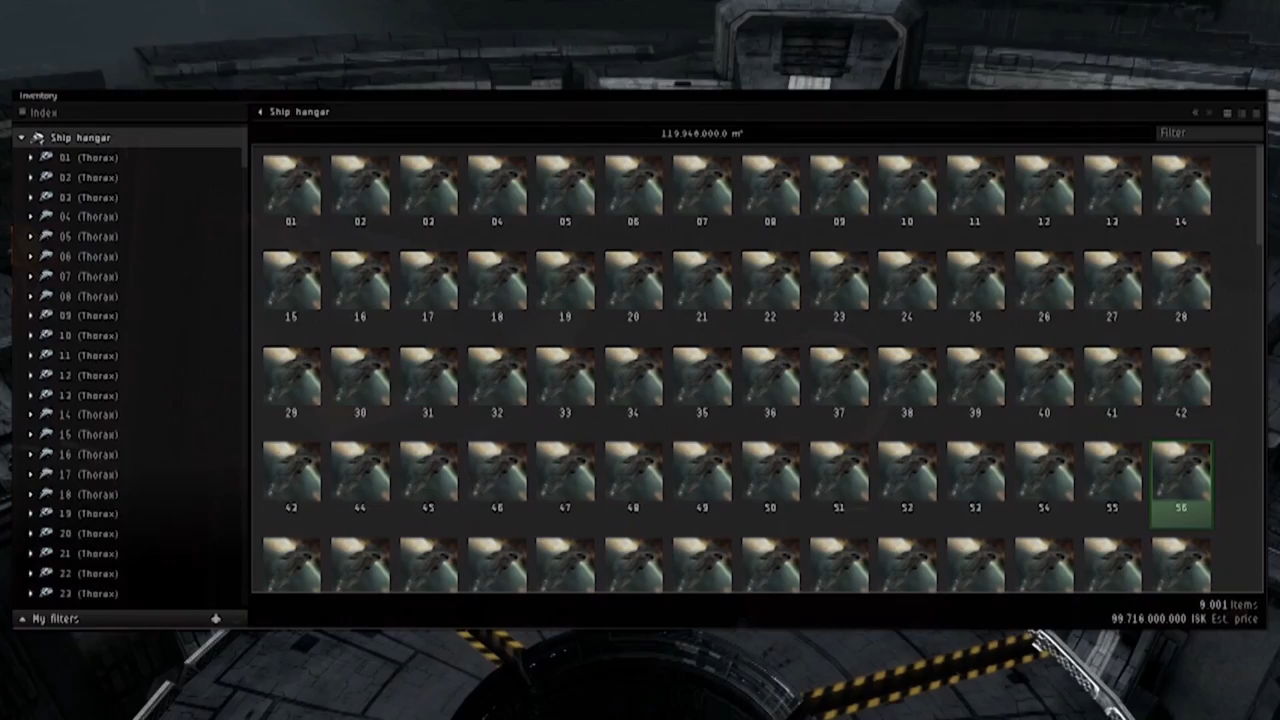 Inventory
Index
Ship hangar
Ship hangar
119.948.000.0 m³
Filter
01 (Thorax)
02 (Thorax)
03 (Thorax)
04 (Thorax)
05 (Thorax)
06 (Thorax)
07 (Thorax)
08 (Thorax)
09 (Thorax)
10 (Thorax)
11 (Thorax)
12 (Thorax)
13 (Thorax)
14 (Thorax)
15 (Thorax)
16 (Thorax)
17 (Thorax)
18 (Thorax)
19 (Thorax)
20 (Thorax)
21 (Thorax)
22 (Thorax)
23 (Thorax)
My filters
01 02 03 04 05 06 07 08 09 10 11 12 13 14
15 16 17 18 19 20 21 22 23 24 25 26 27 28
29 30 31 32 33 34 35 36 37 38 39 40 41 42
43 44 45 46 47 48 49 50 51 52 53 54 55 56
9.001 Items
99.716.000.000 ISK Est. price